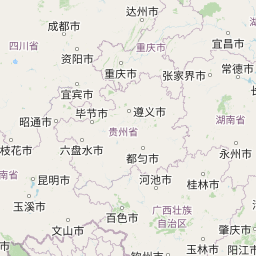 达州市
成都市
四川省
重庆市
宜昌市
资阳市
重庆市
张家界市
常德市
宜宾市
遵义市
昭通市
毕节市
湖南省
贵州省
六盘水市
都匀市
永州市
枝花市
南省
昆明市
河池市
桂林市
玉溪市
百色市
广西壮族
自治区
肇庆市
文山市
钦州市
阳江市